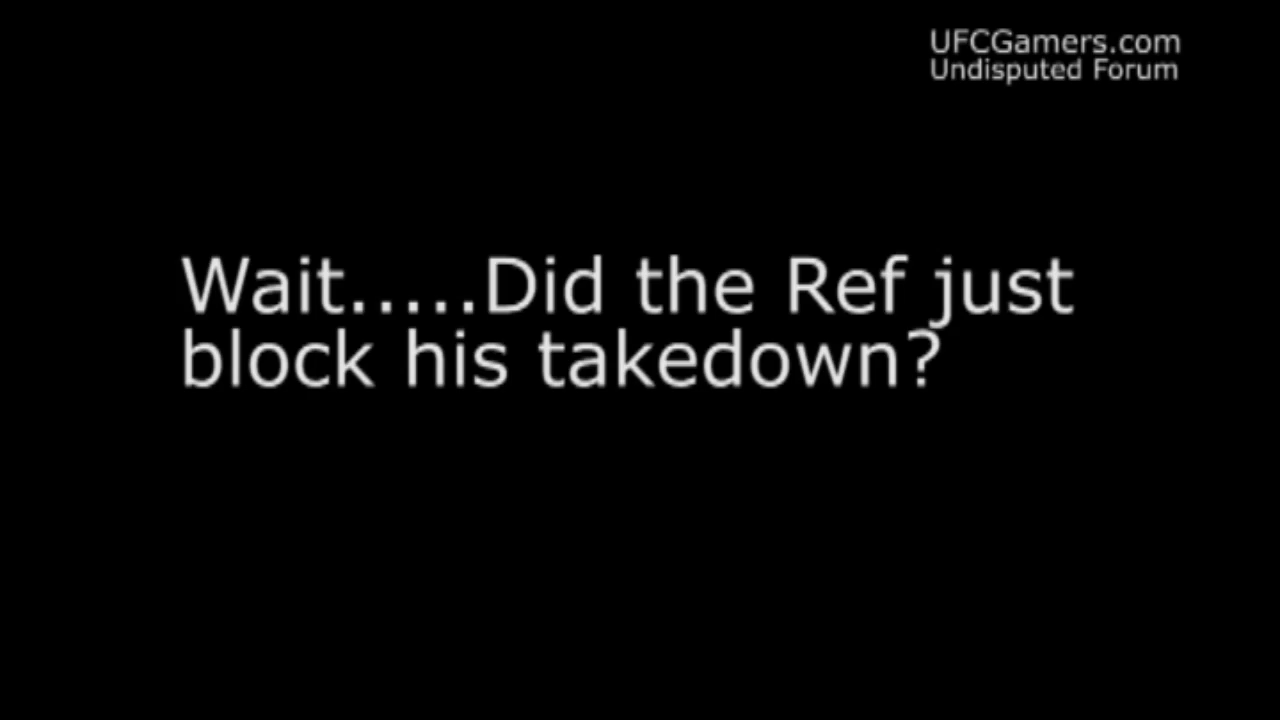 UFCGamers.com
Undisputed Forum
Wait.....Did the Ref just
block his takedown?